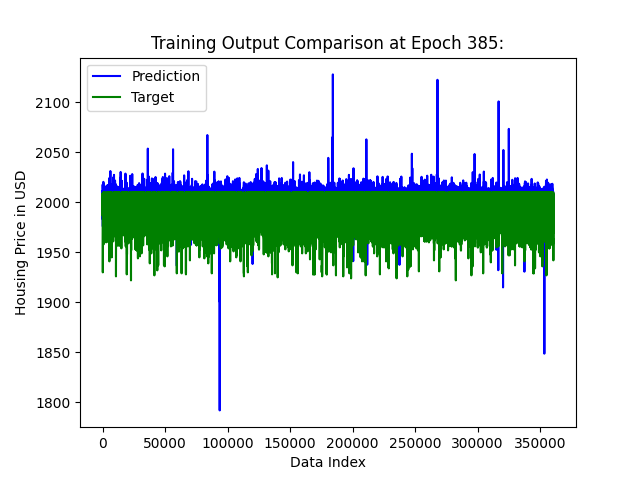 Training Output Comparison at Epoch 385:
Prediction
Target
Housing Price in USD
2100
2050
2000
1950
1900
1850
1800
0 50000 100000 150000 200000 250000 300000 350000
Data Index